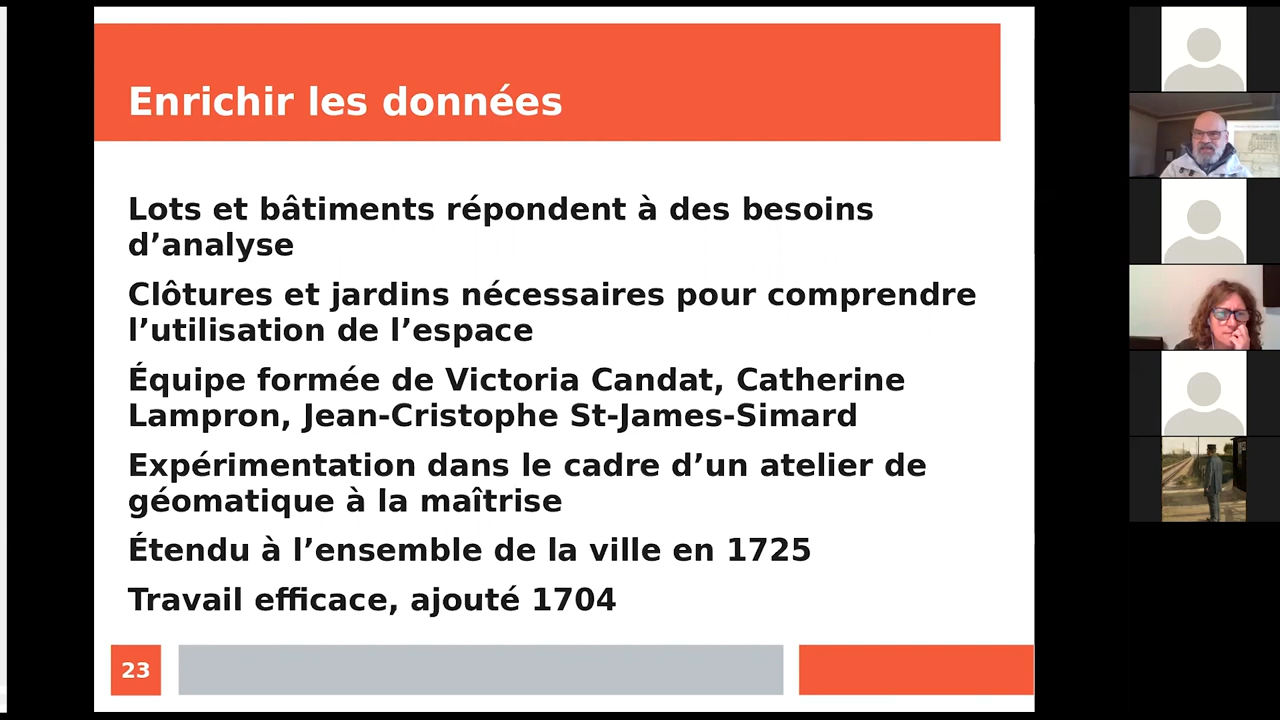 Enrichir les données
Lots et bâtiments répondent à des besoins
d’analyse
Clôtures et jardins nécessaires pour comprendre
l’utilisation de l’espace
Équipe formée de Victoria Candat, Catherine
Lampron, Jean-Cristophe St-James-Simard
Expérimentation dans le cadre d’un atelier de
géomatique à la maîtrise
Étendu à l’ensemble de la ville en 1725
Travail efficace, ajouté 1704
23